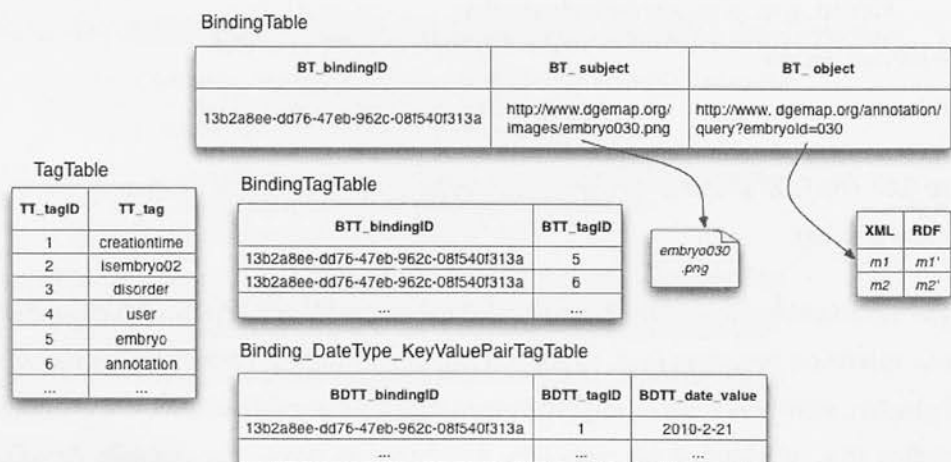 BindingTable
BT_bindingID BT_ subject BT_ object
13b2a8ee-dd76-47eb-962c-08f540f313a http://www.dgemap.org/ http://www. dgemap.org/annotation/
images/embryo030.png query?embryoId=030
TagTable
TT_tagID TT_tag
1 creationtime
2 isembryo02
3 disorder
4 user
5 embryo
6 annotation
... ...
BindingTagTable
BTT_bindingID BTT_tagID
13b2a8ee-dd76-47eb-962c-08f540f313a 5
13b2a8ee-dd76-47eb-962c-08f540f313a 6
... ...
embryo030
.png
XML RDF
m1 m1'
m2 m2'
Binding_DateType_KeyValuePairTagTable
BDTT_bindingID BDTT_tagID BDTT_date_value
13b2a8ee-dd76-47eb-962c-08f540f313a 1 2010-2-21
... ...